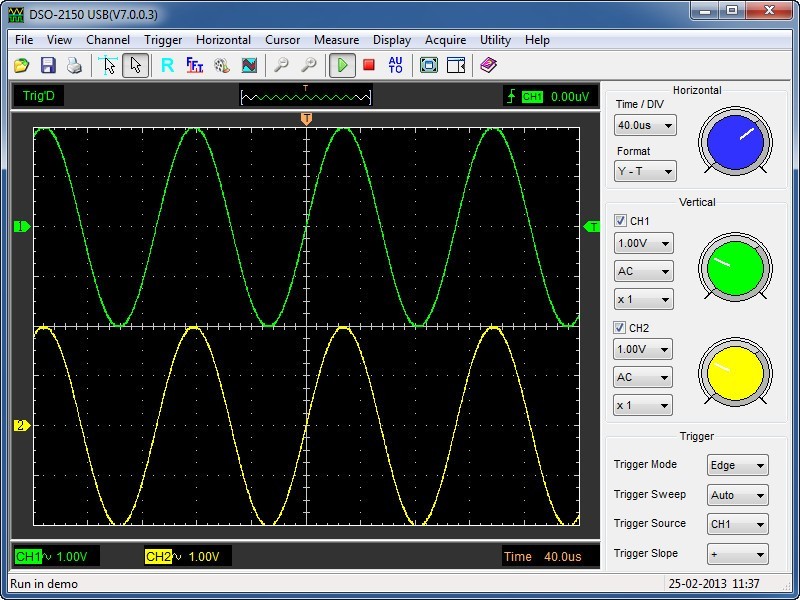 DSO-2150 USB(V7.0.0.3)
File View Channel Trigger Horizontal Cursor Measure Display Acquire Utility Help
R FFT AUTO
Trig'D
T
CH1 0.00uV
T
1
T
2
CH1 1.00V
CH2 1.00V
Time 40.0us
Horizontal
Time / DIV
40.0us
Format
Y - T
Vertical
CH1
1.00V
AC
x 1
CH2
1.00V
AC
x 1
Trigger
Trigger Mode Edge
Trigger Sweep Auto
Trigger Source CH1
Trigger Slope +
Run in demo
25-02-2013 11:37